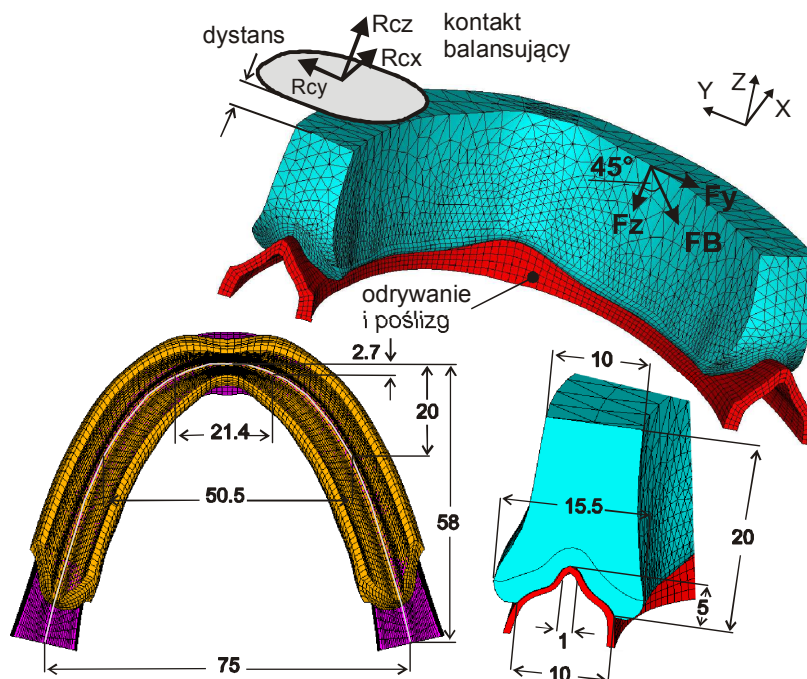 dystans
Rcz
Rcx
Rcy
kontakt
balansujący
Z
Y
X
45°
Fy
Fz
FB
odrywanie
i poślizg
2.7
20
21.4
50.5
58
75
10
15.5
20
5
1
10